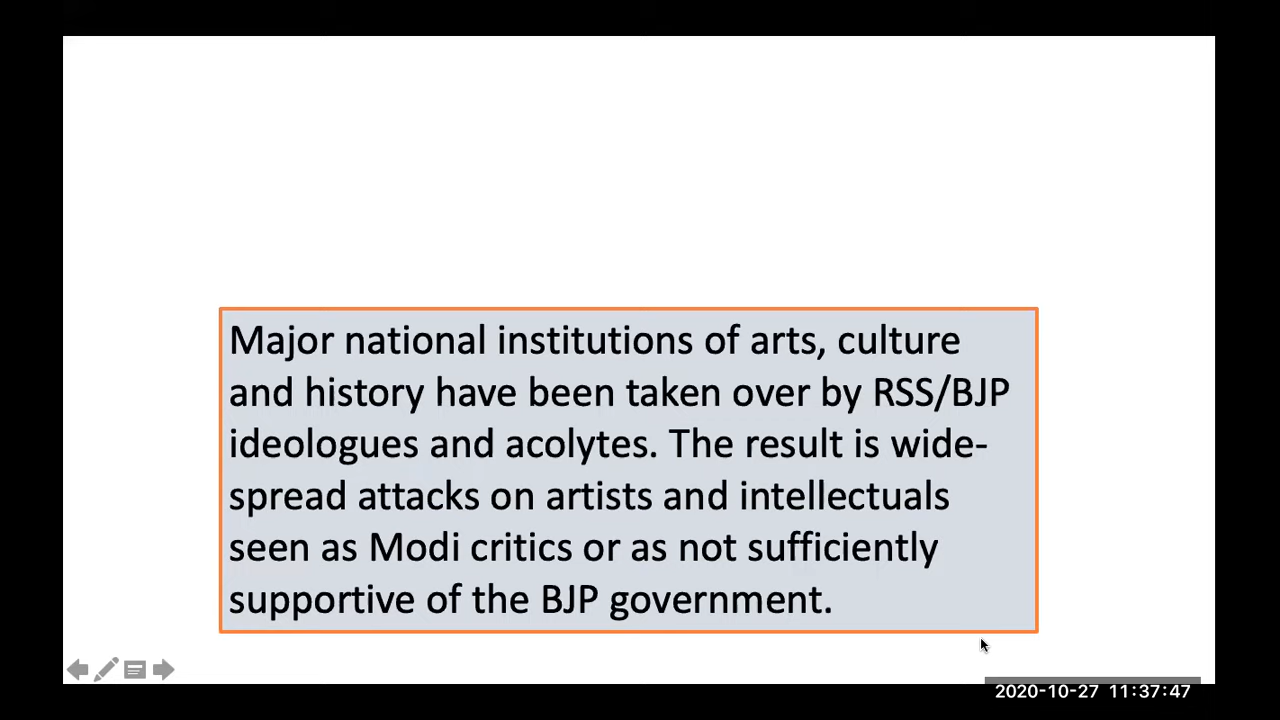 Major national institutions of arts, culture
and history have been taken over by RSS/BJP
ideologues and acolytes. The result is wide-
spread attacks on artists and intellectuals
seen as Modi critics or as not sufficiently
supportive of the BJP government.
2020-10-27 11:37:47